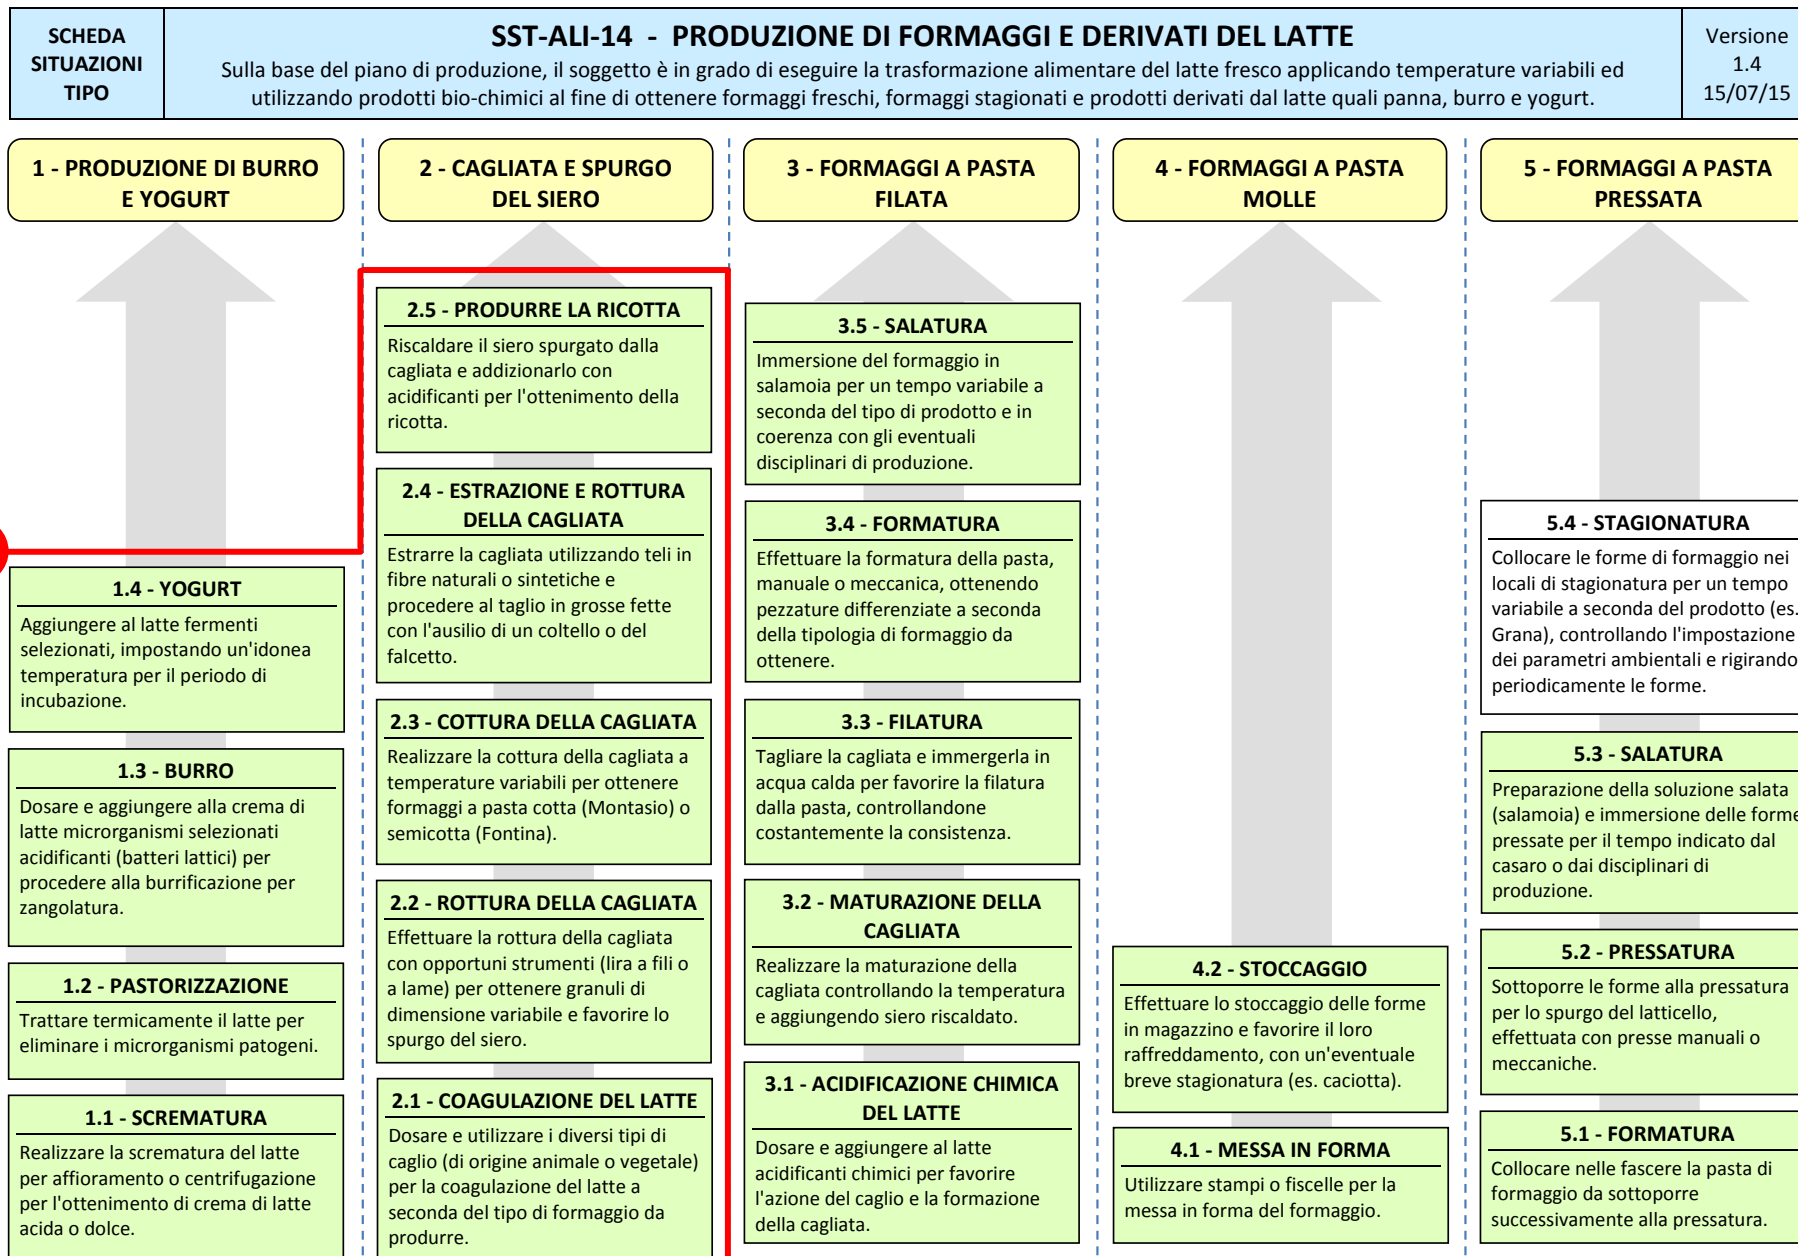 SCHEDA
SITUAZIONI
TIPO
SST-ALI-14 - PRODUZIONE DI FORMAGGI E DERIVATI DEL LATTE
Sulla base del piano di produzione, il soggetto è in grado di eseguire la trasformazione alimentare del latte fresco applicando temperature variabili ed
utilizzando prodotti bio-chimici al fine di ottenere formaggi freschi, formaggi stagionati e prodotti derivati dal latte quali panna, burro e yogurt.
Versione
1.4
15/07/15
1 - PRODUZIONE DI BURRO
E YOGURT
1.4 - YOGURT
Aggiungere al latte fermenti
selezionati, impostando un'idonea
temperatura per il periodo di
incubazione.
1.3 - BURRO
Dosare e aggiungere alla crema di
latte microrganismi selezionati
acidificanti (batteri lattici) per
procedere alla burrificazione per
zangolatura.
1.2 - PASTORIZZAZIONE
Trattare termicamente il latte per
eliminare i microrganismi patogeni.
1.1 - SCREMATURA
Realizzare la scrematura del latte
per affioramento o centrifugazione
per l'ottenimento di crema di latte
acida o dolce.
2 - CAGLIATA E SPURGO
DEL SIERO
2.5 - PRODURRE LA RICOTTA
Riscaldare il siero spurgato dalla
cagliata e addizionarlo con
acidificanti per l'ottenimento della
ricotta.
2.4 - ESTRAZIONE E ROTTURA
DELLA CAGLIATA
Estrarre la cagliata utilizzando teli in
fibre naturali o sintetiche e
procedere al taglio in grosse fette
con l'ausilio di un coltello o del
falcetto.
2.3 - COTTURA DELLA CAGLIATA
Realizzare la cottura della cagliata a
temperature variabili per ottenere
formaggi a pasta cotta (Montasio) o
semicotta (Fontina).
2.2 - ROTTURA DELLA CAGLIATA
Effettuare la rottura della cagliata
con opportuni strumenti (lira a fili o
a lame) per ottenere granuli di
dimensione variabile e favorire lo
spurgo del siero.
2.1 - COAGULAZIONE DEL LATTE
Dosare e utilizzare i diversi tipi di
caglio (di origine animale o vegetale)
per la coagulazione del latte a
seconda del tipo di formaggio da
produrre.
3 - FORMAGGI A PASTA
FILATA
3.5 - SALATURA
Immersione del formaggio in
salamoia per un tempo variabile a
seconda del tipo di prodotto e in
coerenza con gli eventuali
disciplinari di produzione.
3.4 - FORMATURA
Effettuare la formatura della pasta,
manuale o meccanica, ottenendo
pezzature differenziate a seconda
della tipologia di formaggio da
ottenere.
3.3 - FILATURA
Tagliare la cagliata e immergerla in
acqua calda per favorire la filatura
dalla pasta, controllandone
costantemente la consistenza.
3.2 - MATURAZIONE DELLA
CAGLIATA
Realizzare la maturazione della
cagliata controllando la temperatura
e aggiungendo siero riscaldato.
3.1 - ACIDIFICAZIONE CHIMICA
DEL LATTE
Dosare e aggiungere al latte
acidificanti chimici per favorire
l'azione del caglio e la formazione
della cagliata.
4 - FORMAGGI A PASTA
MOLLE
4.2 - STOCCAGGIO
Effettuare lo stoccaggio delle forme
in magazzino e favorire il loro
raffreddamento, con un'eventuale
breve stagionatura (es. caciotta).
4.1 - MESSA IN FORMA
Utilizzare stampi o fiscelle per la
messa in forma del formaggio.
5 - FORMAGGI A PASTA
PRESSATA
5.4 - STAGIONATURA
Collocare le forme di formaggio nei
locali di stagionatura per un tempo
variabile a seconda del prodotto (es.
Grana), controllando l'impostazione
dei parametri ambientali e rigirando
periodicamente le forme.
5.3 - SALATURA
Preparazione della soluzione salata
(salamoia) e immersione delle forme
pressate per il tempo indicato dal
casaro o dai disciplinari di
produzione.
5.2 - PRESSATURA
Sottoporre le forme alla pressatura
per lo spurgo del latticello,
effettuata con presse manuali o
meccaniche.
5.1 - FORMATURA
Collocare nelle fascere la pasta di
formaggio da sottoporre
successivamente alla pressatura.